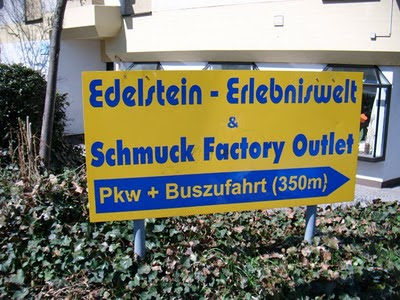 Edelstein - Erlebniswelt
&
Schmuck Factory Outlet
Pkw + Buszufahrt (350m)